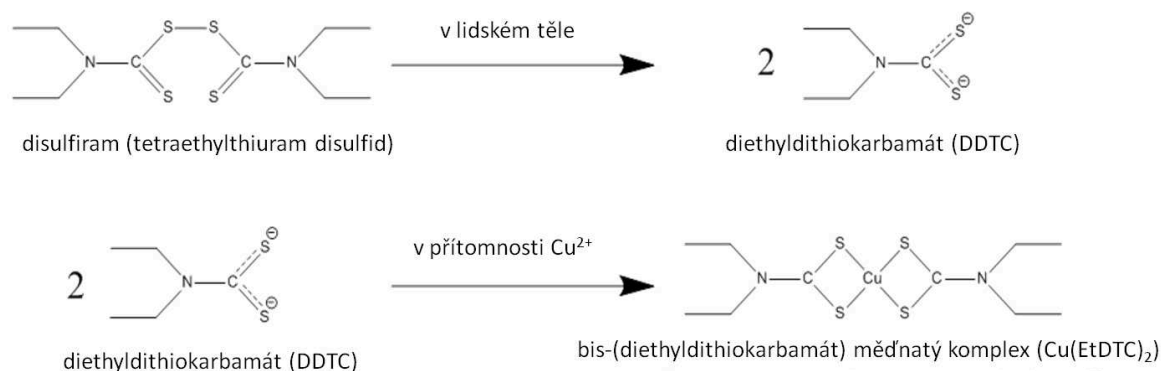 S S
v lidském těle
S⊖
N C C N
2 N C
S S
S⊖
disulfiram (tetraethylthiuram disulfid)
diethyldithiokarbamát (DDTC)
S⊖
v přítomnosti Cu²⁺
S S
2 N C
N C Cu C N
S⊖
S S
diethyldithiokarbamát (DDTC)
bis-(diethyldithiokarbamát) měďnatý komplex (Cu(EtDTC)₂)